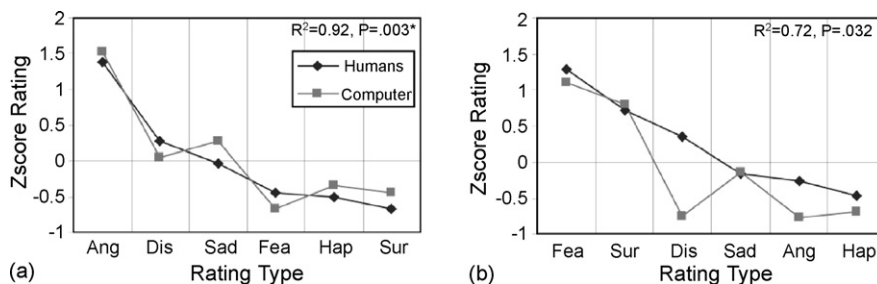 R²=0.92, P=.003*
Humans
Computer
2
1.5
1
0.5
0
-0.5
-1
Zscore Rating
Ang Dis Sad Fea Hap Sur
Rating Type
(a)
R²=0.72, P=.032
2
1.5
1
0.5
0
-0.5
-1
Zscore Rating
Fea Sur Dis Sad Ang Hap
Rating Type
(b)